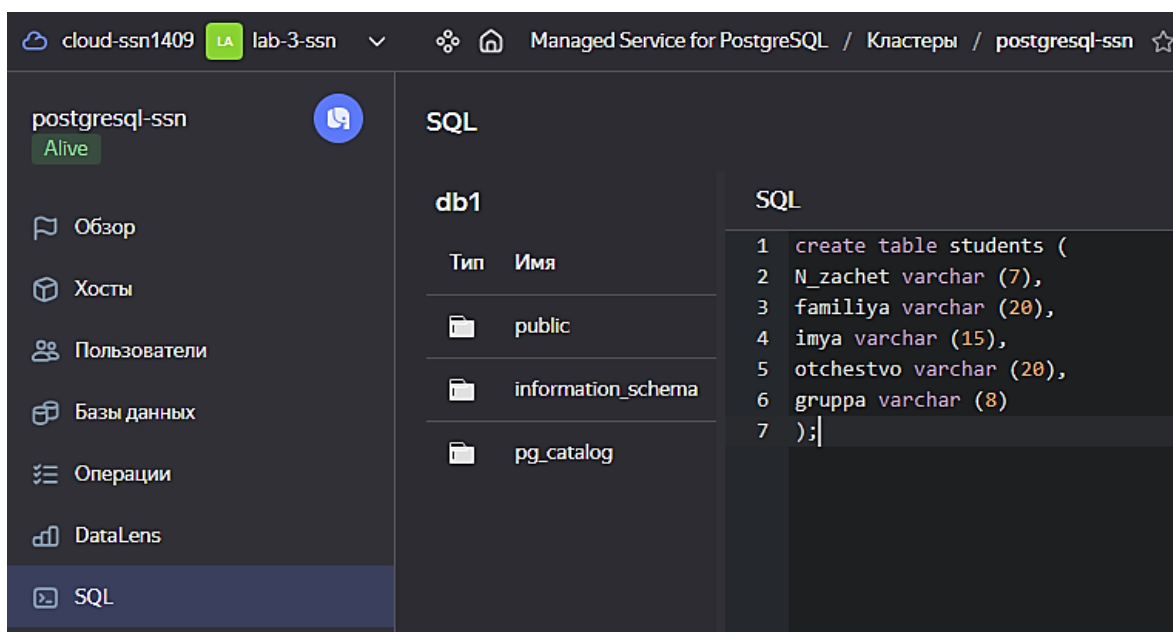 cloud-ssn1409 LA lab-3-ssn Managed Service for PostgreSQL / Кластеры / postgresql-ssn
postgresql-ssn
Alive
Обзор
Хосты
Пользователи
Базы данных
Операции
DataLens
SQL
SQL
db1
Тип Имя
public
information_schema
pg_catalog
SQL
1 create table students (
2 N_zachet varchar (7),
3 familiya varchar (20),
4 imya varchar (15),
5 otchestvo varchar (20),
6 gruppa varchar (8)
7 );